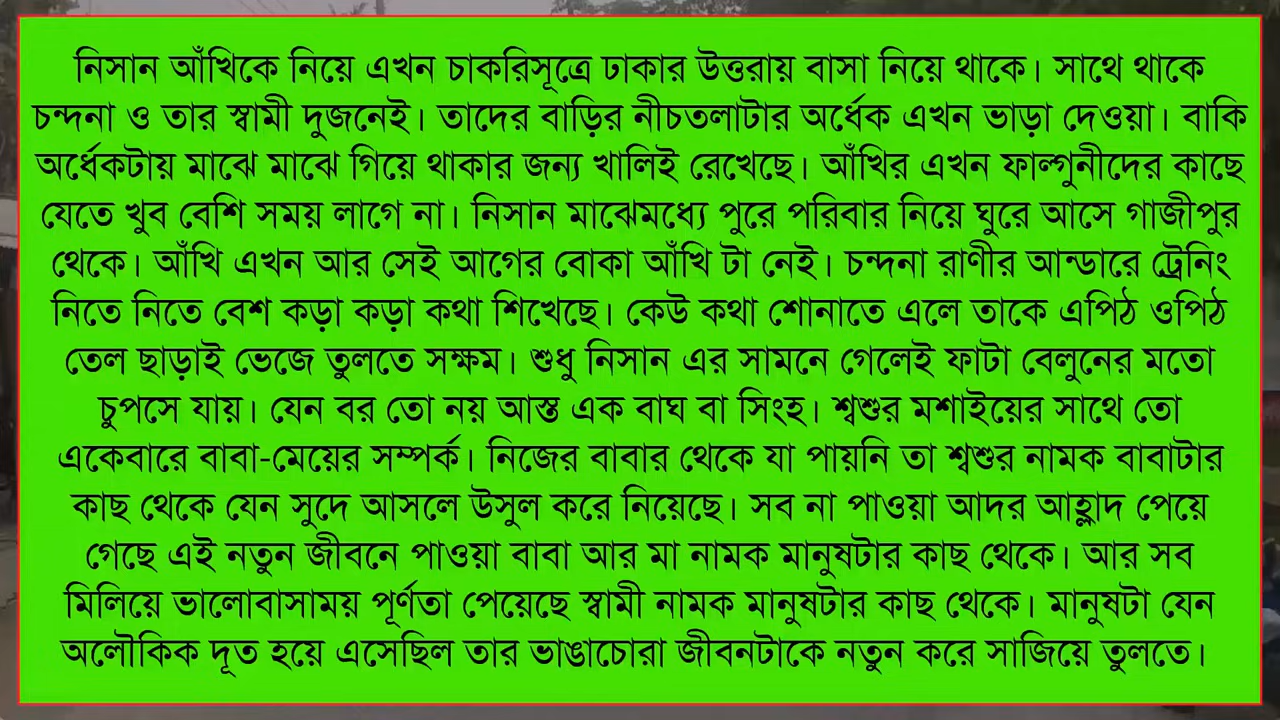 নিসান আঁখিকে নিয়ে এখন চাকরিসূত্রে ঢাকার উত্তরায় বাসা নিয়ে থাকে। সাথে থাকে
চন্দনা ও তার স্বামী দুজনেই। তাদের বাড়ির নীচতলাটার অর্ধেক এখন ভাড়া দেওয়া। বাকি
অর্ধেকটায় মাঝে মাঝে গিয়ে থাকার জন্য খালিই রেখেছে। আঁখির এখন ফাল্গুনীদের কাছে
যেতে খুব বেশি সময় লাগে না। নিসান মাঝেমধ্যে পুরে পরিবার নিয়ে ঘুরে আসে গাজীপুর
থেকে। আঁখি এখন আর সেই আগের বোকা আঁখি টা নেই। চন্দনা রাণীর আন্ডারে ট্রেনিং
নিতে নিতে বেশ কড়া কড়া কথা শিখেছে। কেউ কথা শোনাতে এলে তাকে এপিঠ ওপিঠ
তেল ছাড়াই ভেজে তুলতে সক্ষম। শুধু নিসান এর সামনে গেলেই ফাটা বেলুনের মতো
চুপসে যায়। যেন বর তো নয় আস্ত এক বাঘ বা সিংহ। শ্বশুর মশাইয়ের সাথে তো
একেবারে বাবা-মেয়ের সম্পর্ক। নিজের বাবার থেকে যা পায়নি তা শ্বশুর নামক বাবাটার
কাছ থেকে যেন সুদে আসলে উসুল করে নিয়েছে। সব না পাওয়া আদর আহ্লাদ পেয়ে
গেছে এই নতুন জীবনে পাওয়া বাবা আর মা নামক মানুষটার কাছ থেকে। আর সব
মিলিয়ে ভালোবাসাময় পূর্ণতা পেয়েছে স্বামী নামক মানুষটার কাছ থেকে। মানুষটা যেন
অলৌকিক দূত হয়ে এসেছিল তার ভাঙাচোরা জীবনটাকে নতুন করে সাজিয়ে তুলতে।